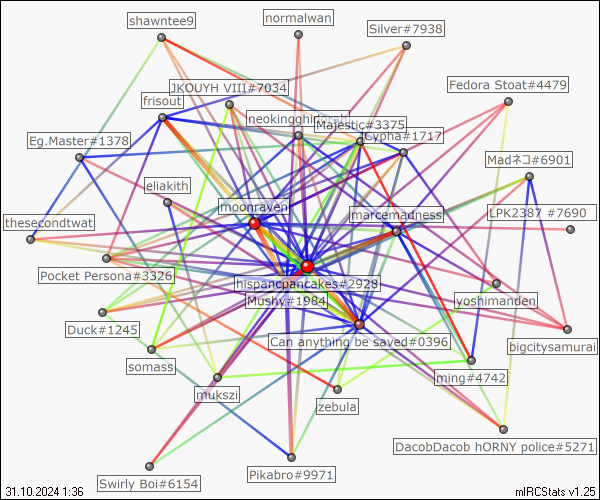 shawntee9
normalwan
Silver#7938
JKOUYH VIII#7034
Fedora Stoat#4479
frisout
Majestic#3375
Eg.Master#1378
Cypha#1717
Madネコ#6901
eliakith
moonraven
marcemadness
LPK2387 #7690
thesecondtwat
Pocket Persona#3326
hispancpancakes#2928
Mushy#1984
yoshimanden
Duck#1245
Can anything be saved#0396
bigcitysamurai
somass
ming#4742
mukszi
zebula
DacobDacob hORNY police#5271
Swirly Boi#6154
Pikabro#9971
31.10.2024 1:36
mIRCStats v1.25